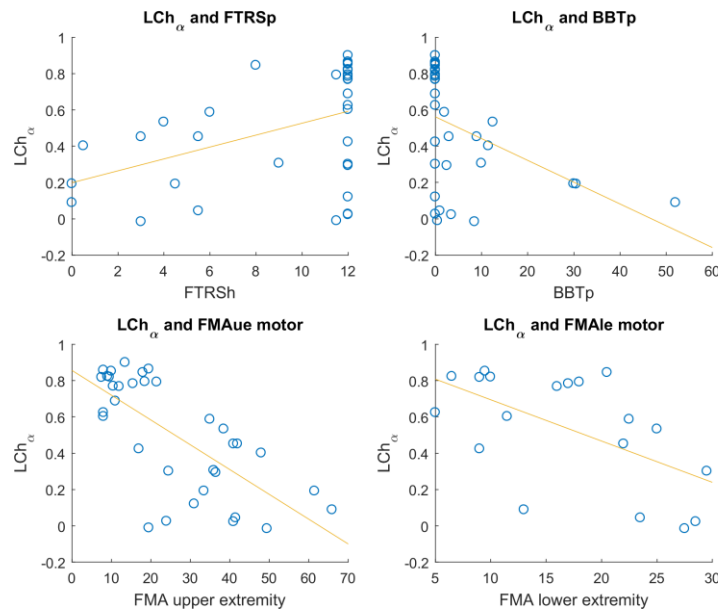 LChα and FTRSp
LChα
1
0.8
0.6
0.4
0.2
0
-0.2
0 2 4 6 8 10 12
FTRSh
LChα and BBTp
LChα
1
0.8
0.6
0.4
0.2
0
-0.2
0 10 20 30 40 50 60
BBTp
LChα and FMAue motor
LChα
1
0.8
0.6
0.4
0.2
0
-0.2
0 10 20 30 40 50 60 70
FMA upper extremity
LChα and FMAle motor
LChα
1
0.8
0.6
0.4
0.2
0
-0.2
5 10 15 20 25 30
FMA lower extremity